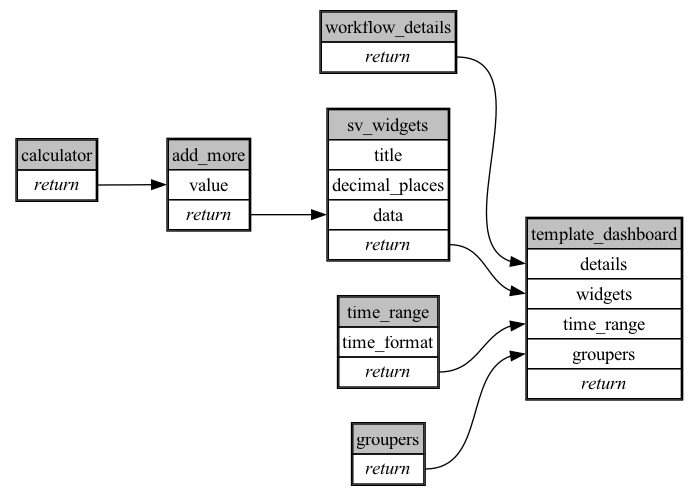 workflow_details
return
calculator
return
add_more
value
return
sv_widgets
title
decimal_places
data
return
time_range
time_format
return
groupers
return
template_dashboard
details
widgets
time_range
groupers
return